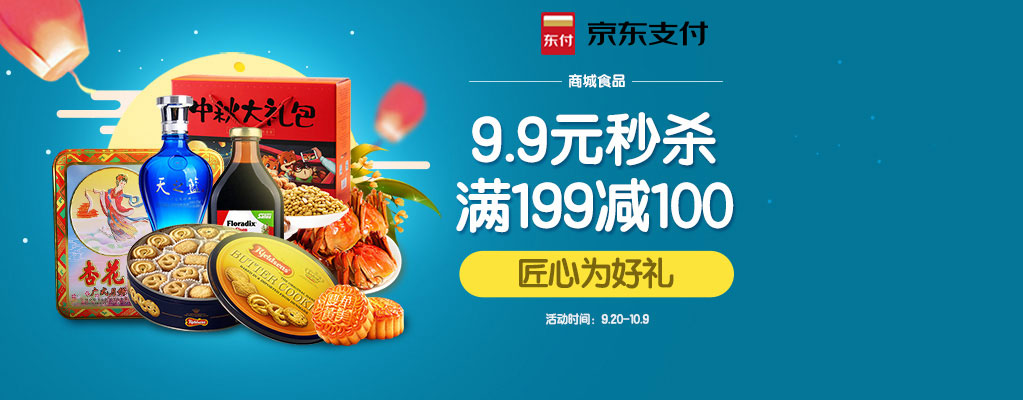 东付 京东支付
商城食品
9.9元秒杀
满199减100
匠心为好礼
活动时间：9.20-10.9
中秋大礼包
天之蓝
Floradix
Kjeldsens
BUTTER COOKIES
杏花